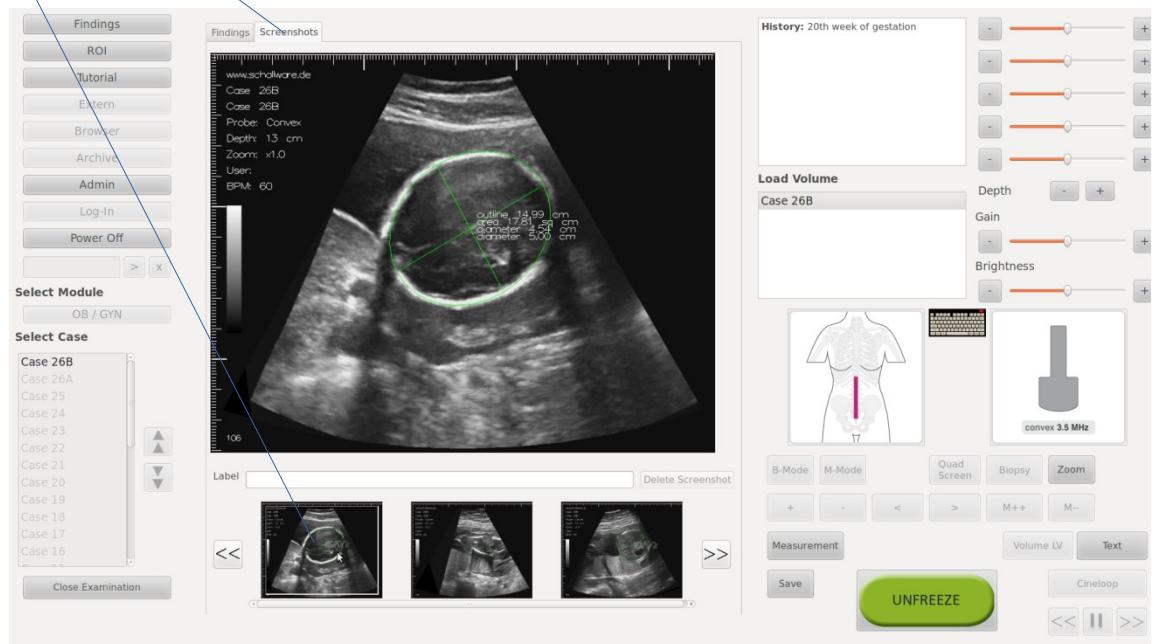 Findings
ROI
Tutorial
Extern
Browser
Archive
Admin
Log-In
Power Off
> x
Select Module
OB / GYN
Select Case
Case 26B
Case 26A
Case 25
Case 24
Case 23
Case 22
Case 21
Case 20
Case 19
Case 18
Case 17
Case 16
Close Examination
Findings Screenshots
www.schallware.de
Case 26B
Case 26B
Probe: Convex
Depth: 13 cm
Zoom: x1.0
User:
BPM: 60
outline 14.99 cm
area 17.81 sq cm
diameter 4.54 cm
diameter 5.00 cm
106
Label
Delete Screenshot
<< >>
History: 20th week of gestation
Load Volume
Case 26B
- +
- +
- +
- +
- +
Depth - +
Gain
- +
Brightness
- +
convex 3.5 MHz
B-Mode M-Mode Quad Screen Biopsy Zoom
+ - < > M++ M--
Measurement Volume LV Text
Save UNFREEZE Cineloop
<< II >>